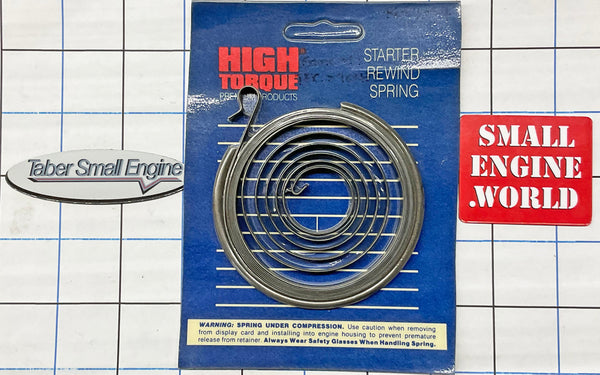 HIGH
TORQUE
PREMIUM PRODUCTS
STARTER
REWIND
SPRING
Taber Small Engine
SMALL
ENGINE
.WORLD
WARNING: SPRING UNDER COMPRESSION. Use caution when removing
from display card and installing into engine housing to prevent premature
release from retainer. Always Wear Safety Glasses When Handling Spring.